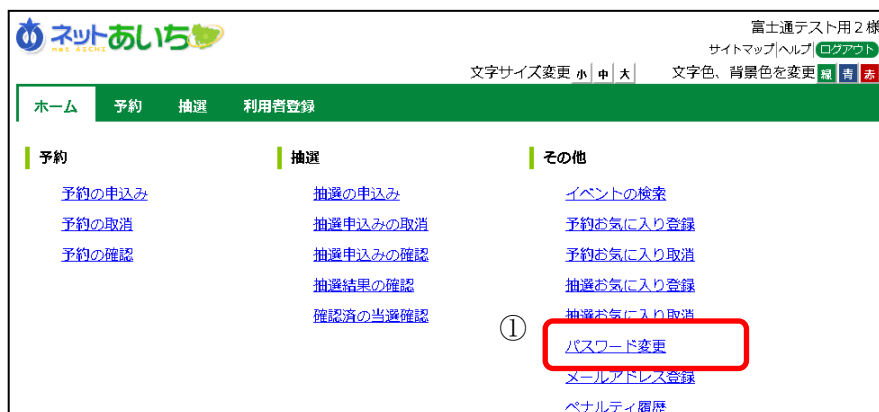 ネットあいち
net AICHI
富士通テスト用2様
サイトマップ|ヘルプ ログアウト
文字サイズ変更 小 中 大 文字色、背景色を変更 緑 青 赤
ホーム 予約 抽選 利用者登録
予約
予約の申込み
予約の取消
予約の確認
抽選
抽選の申込み
抽選申込みの取消
抽選申込みの確認
抽選結果の確認
確認済の当選確認
その他
イベントの検索
予約お気に入り登録
予約お気に入り取消
抽選お気に入り登録
抽選お気に入り取消
①
パスワード変更
メールアドレス登録
ペナルティ履歴